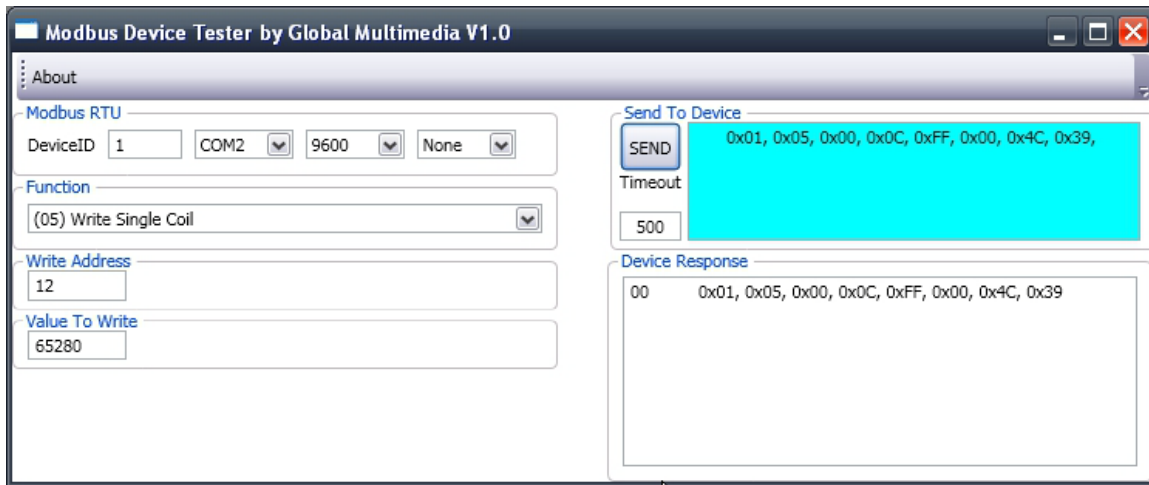 Modbus Device Tester by Global Multimedia V1.0
About
Modbus RTU
DeviceID 1 COM2 9600 None
Function
(05) Write Single Coil
Write Address
12
Value To Write
65280
Send To Device
SEND
0x01, 0x05, 0x00, 0x0C, 0xFF, 0x00, 0x4C, 0x39,
Timeout
500
Device Response
00 0x01, 0x05, 0x00, 0x0C, 0xFF, 0x00, 0x4C, 0x39